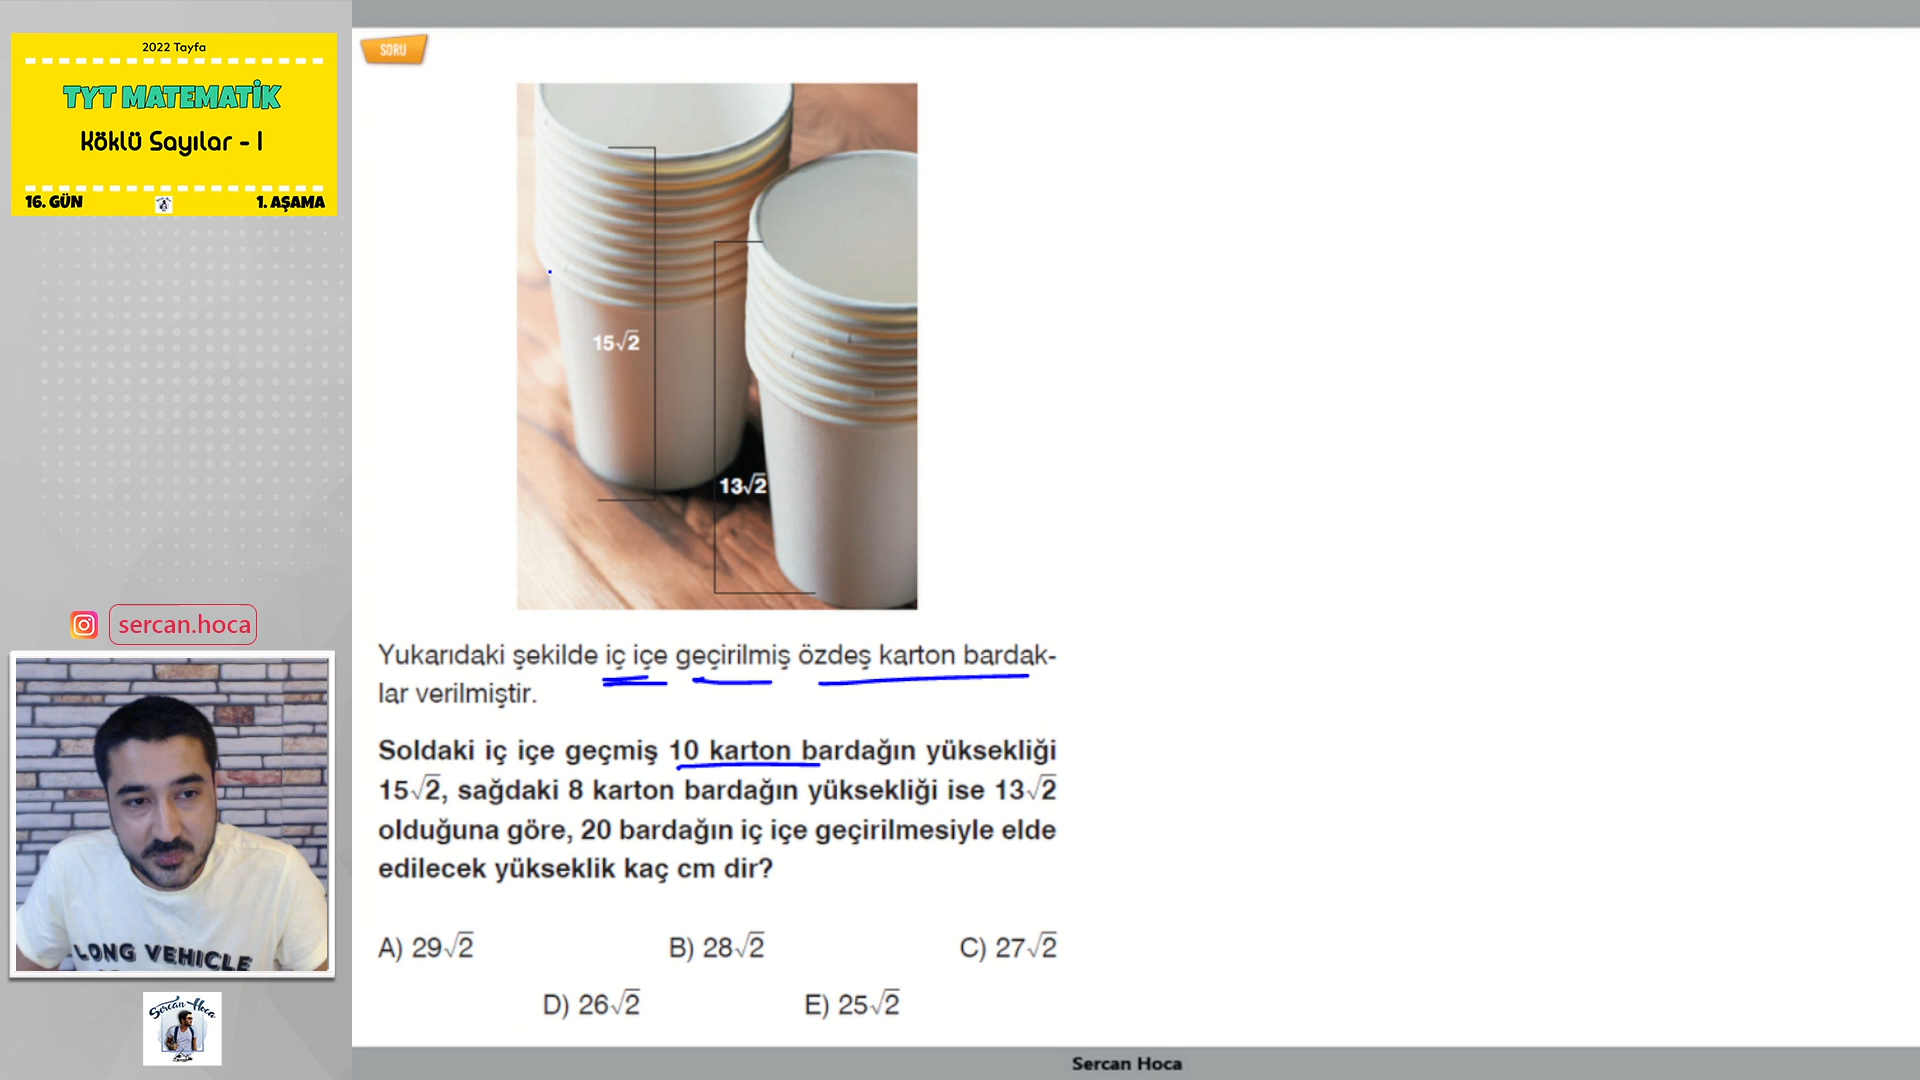 2022 Tayfa
TYT MATEMATİK
Köklü Sayılar - I
16. GÜN
1. AŞAMA
SORU
15√2
13√2
Yukarıdaki şekilde iç içe geçirilmiş özdeş karton bardak-
lar verilmiştir.
Soldaki iç içe geçmiş 10 karton bardağın yüksekliği
15√2, sağdaki 8 karton bardağın yüksekliği ise 13√2
olduğuna göre, 20 bardağın iç içe geçirilmesiyle elde
edilecek yükseklik kaç cm dir?
A) 29√2
B) 28√2
C) 27√2
D) 26√2
E) 25√2
sercan.hoca
LONG VEHICLE
Sercan Hoca
Sercan Hoca